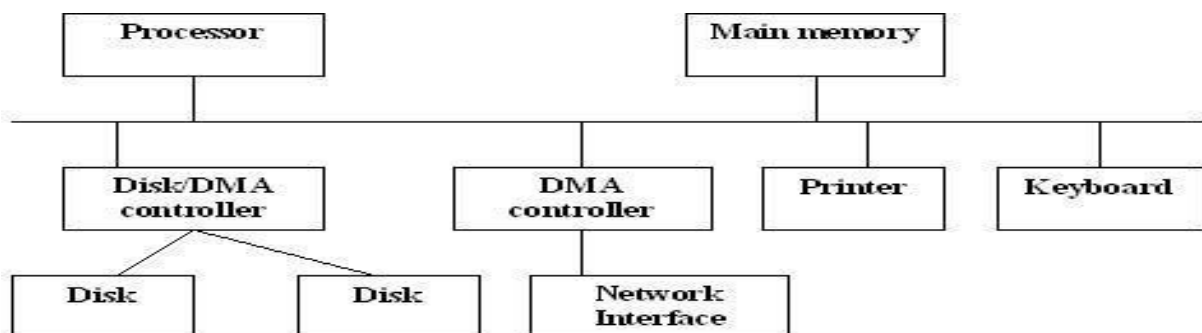 Processor
Main memory
Disk/DMA
controller
DMA
controller
Printer
Keyboard
Disk
Disk
Network
Interface